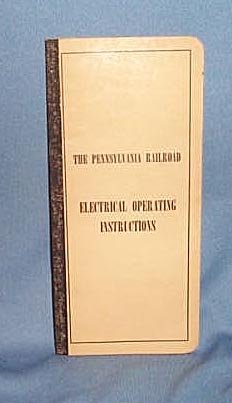 THE PENNSYLVANIA RAILROAD
ELECTRICAL OPERATING
INSTRUCTIONS